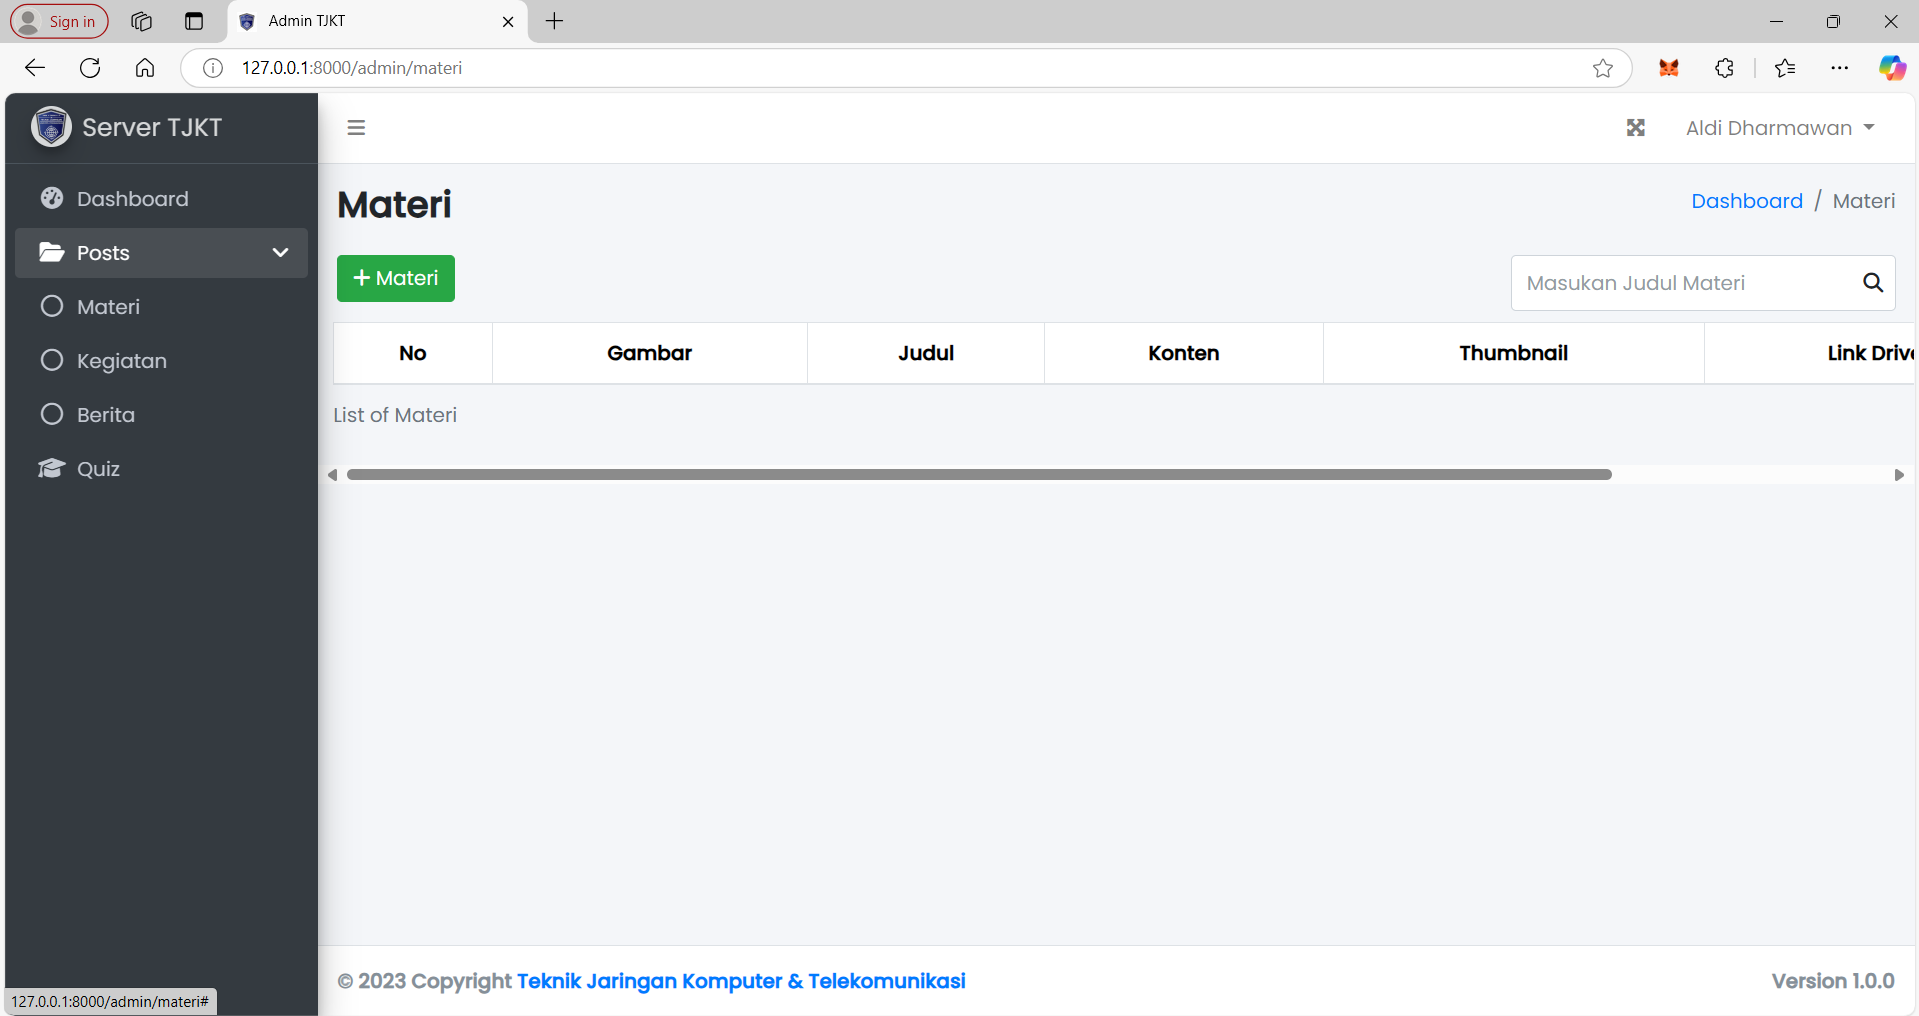 Sign in
Admin TJKT
127.0.0.1:8000/admin/materi
Server TJKT
Aldi Dharmawan
Dashboard
Posts
Materi
Kegiatan
Berita
Quiz
Materi
Dashboard / Materi
+ Materi
Masukan Judul Materi
No Gambar Judul Konten Thumbnail Link Drive
List of Materi
© 2023 Copyright Teknik Jaringan Komputer & Telekomunikasi
Version 1.0.0
127.0.0.1:8000/admin/materi#